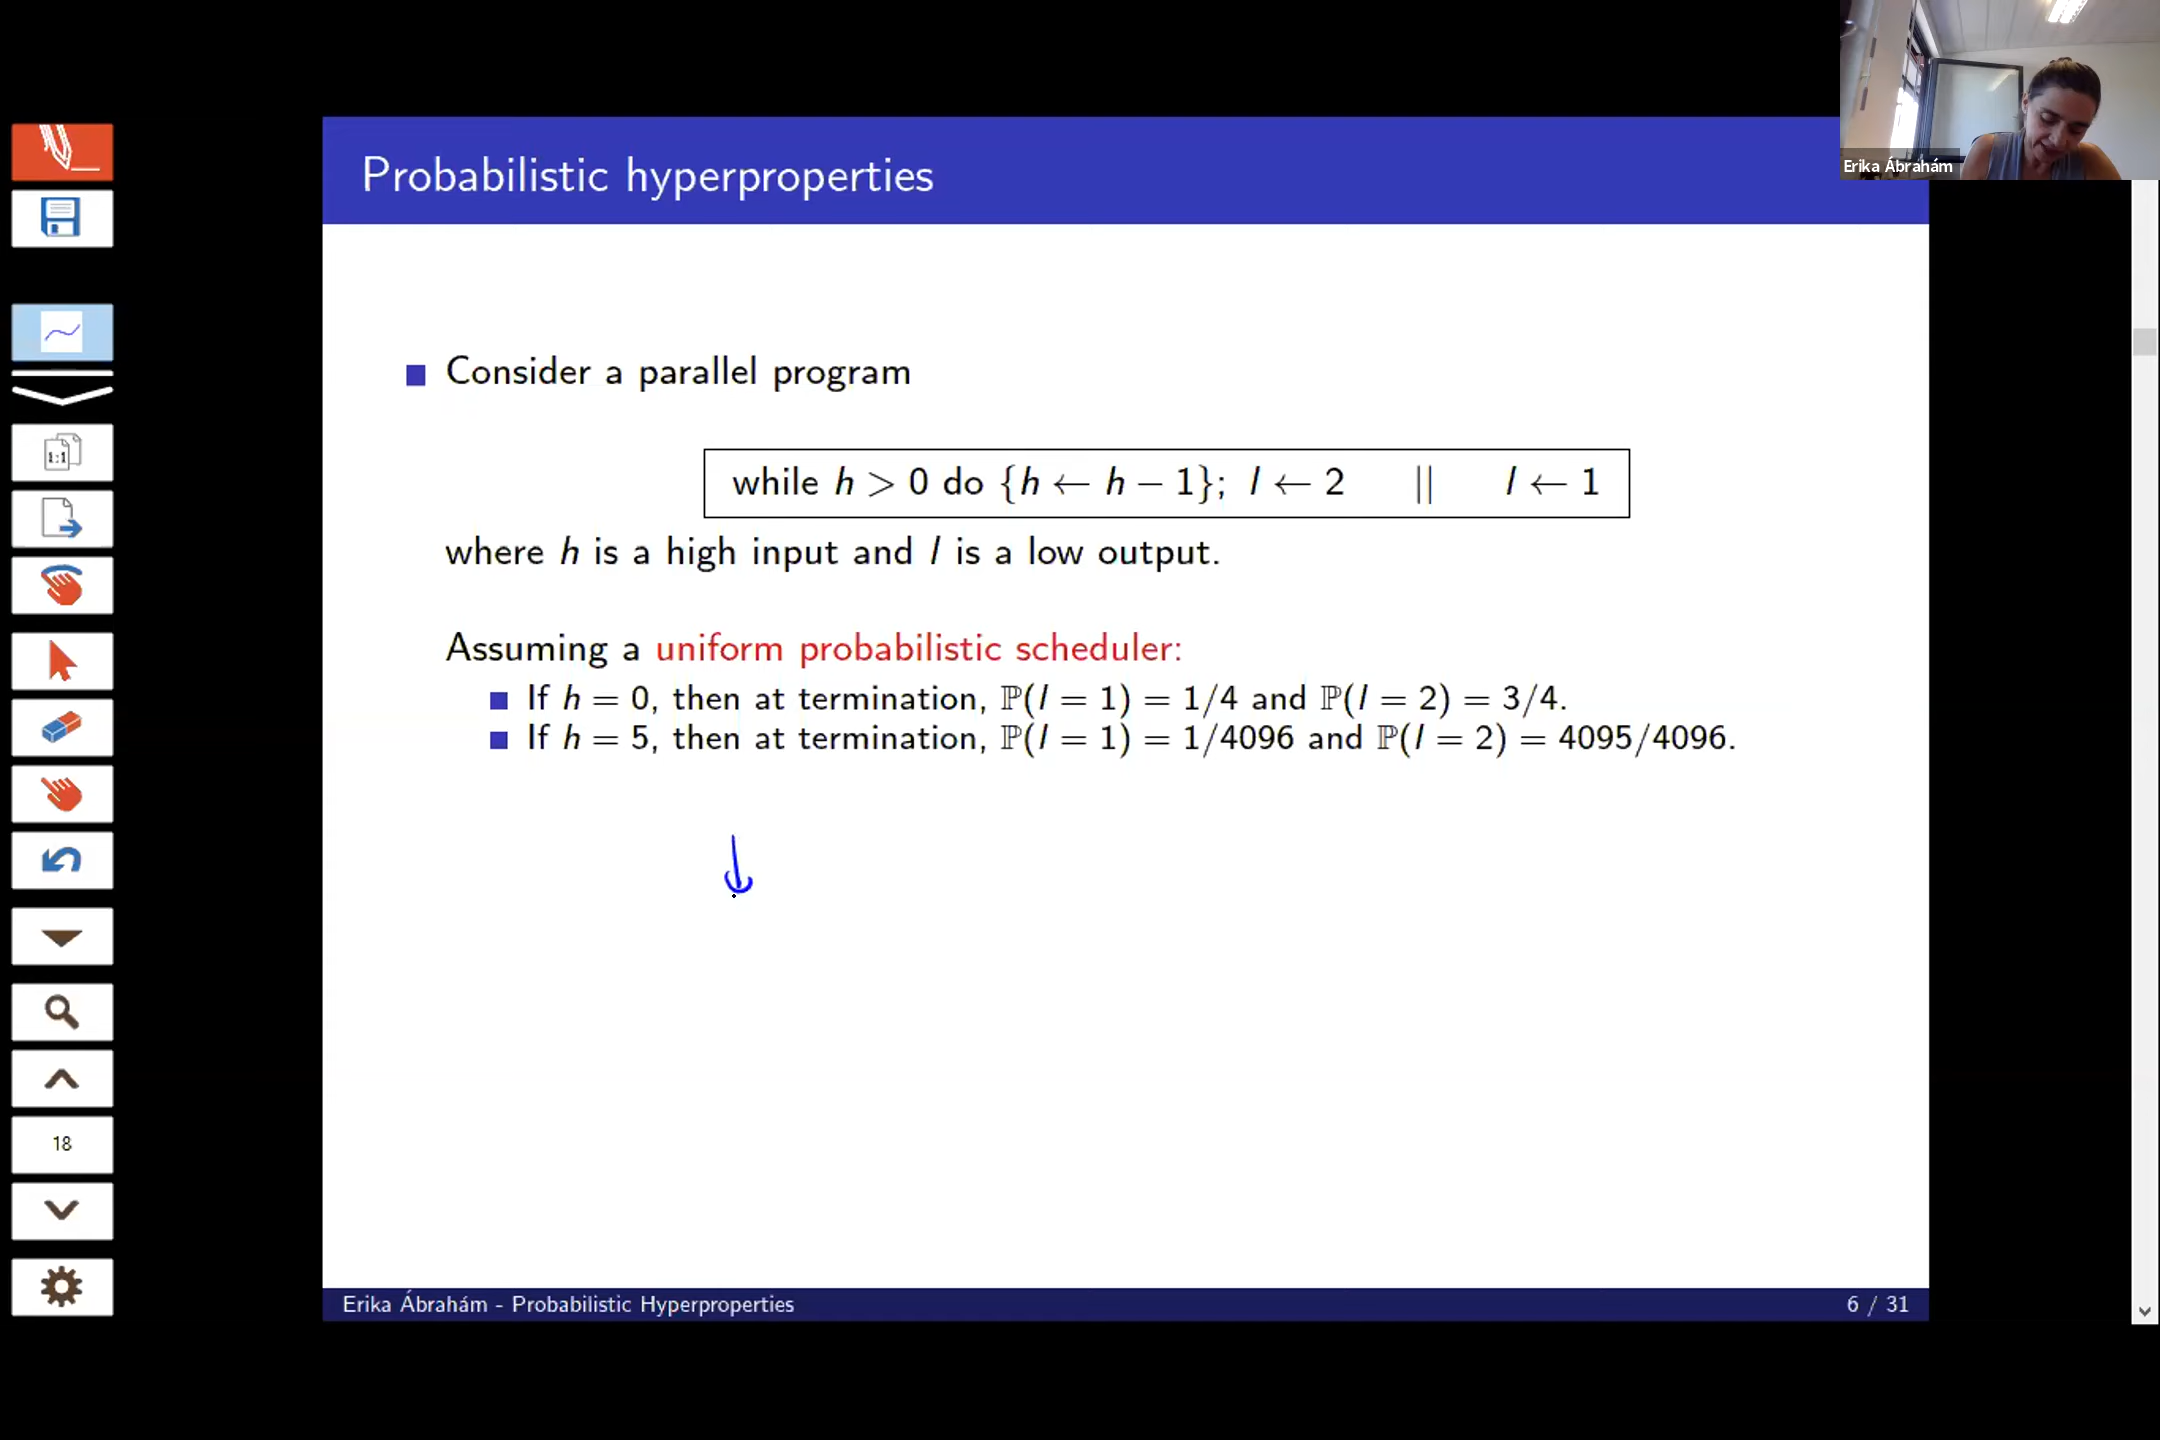 Erika Ábrahám
Probabilistic hyperproperties
1:1
Consider a parallel program
while h > 0 do {h ← h − 1}; l ← 2 || l ← 1
where h is a high input and l is a low output.
Assuming a uniform probabilistic scheduler:
If h = 0, then at termination, ℙ(l = 1) = 1/4 and ℙ(l = 2) = 3/4.
If h = 5, then at termination, ℙ(l = 1) = 1/4096 and ℙ(l = 2) = 4095/4096.
18
Erika Ábrahám - Probabilistic Hyperproperties
6 / 31